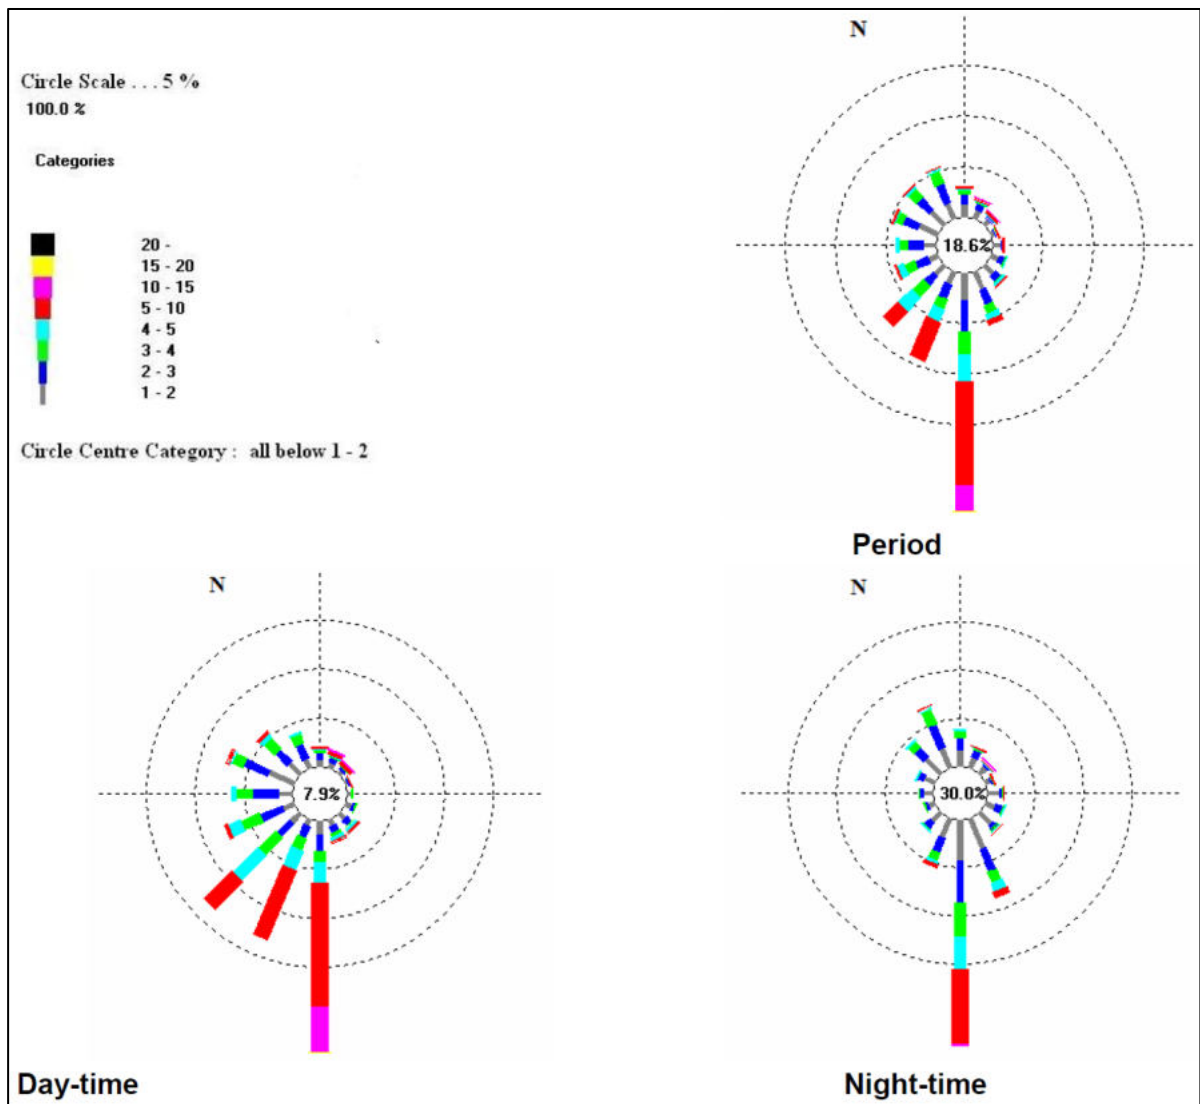 N
Circle Scale . . . 5 %
100.0 %
Categories
20 -
15 - 20
10 - 15
5 - 10
4 - 5
3 - 4
2 - 3
1 - 2
18.6%
Circle Centre Category : all below 1 - 2
Period
N
N
7.9%
30.0%
Day-time
Night-time